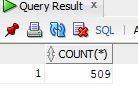 Query Result ×
SQL
COUNT(*)
1 509